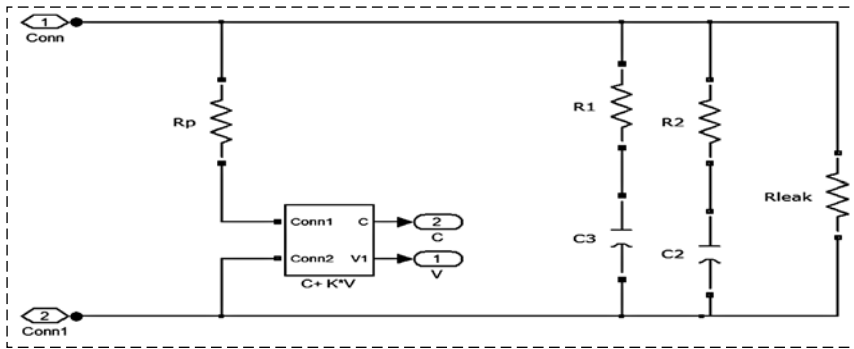 1
Conn
Rp
R1
R2
Rleak
Conn1 C
Conn2 V1
C+ K*V
2
C
1
V
C3
C2
2
Conn1